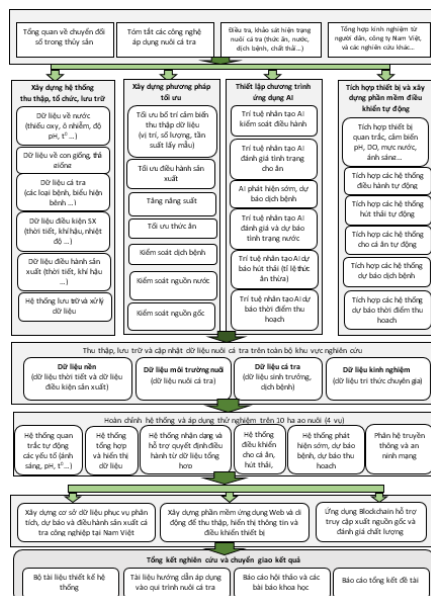 Tổng quan về chuyển đổi
số trong thủy sản
Tóm tắt các công nghệ
áp dụng nuôi cá tra
Điều tra, khảo sát hiện trạng
nuôi cá tra (thức ăn, nước,
dịch bệnh, chất thải...)
Tổng hợp kinh nghiệm từ
người dân, công ty Nam Việt,
và các nghiên cứu khác...
Xây dựng hệ thống
thu thập, tổ chức, lưu trữ
Dữ liệu về nước
(thiếu oxy, ô nhiễm, độ
pH, t⁰ ...)
Dữ liệu về con giống, thả
giống
Dữ liệu cá tra
(các loại bệnh, biểu hiện
bệnh ...)
Dữ liệu điều kiện SX
(thời tiết, khí hậu, nhiệt
độ ...)
Dữ liệu điều hành sản
xuất (thời tiết, khí hậu ...)
Hệ thống lưu trữ và xử lý
dữ liệu
Xây dựng phương pháp
tối ưu
Tối ưu bố trí cảm biến
thu thập dữ liệu
(vị trí, số lượng, tần
suất lấy mẫu)
Tối ưu điều hành sản
xuất
Tăng năng suất
Tối ưu thức ăn
Kiểm soát dịch bệnh
Kiểm soát nguồn nước
Kiểm soát nguồn gốc
Thiết lập chương trình
ứng dụng AI
Trí tuệ nhân tạo AI
kiểm soát điều hành
Trí tuệ nhân tạo AI
đánh giá tình trạng
cho ăn
AI phát hiện sớm, dự
báo dịch bệnh
Trí tuệ nhân tạo AI
đánh giá và dự báo
tình trạng nước
Trí tuệ nhân tạo AI dự
báo hút thải (tỉ lệ thức
ăn thừa)
Trí tuệ nhân tạo AI dự
báo thời điểm thu
hoạch
Tích hợp thiết bị và xây
dựng phần mềm điều
khiển tự động
Tích hợp thiết bị
quan trắc, cảm biến
pH, DO, mực nước,
ánh sáng...
Tích hợp các hệ thống
điều hành tự động
Tích hợp các hệ thống
hút thải tự động
Tích hợp các hệ thống
cho cá ăn tự động
Tích hợp các hệ thống
dự báo dịch bệnh
Tích hợp các hệ thống
dự báo thời điểm thu
hoạch
Thu thập, lưu trữ và cập nhật dữ liệu nuôi cá tra trên toàn bộ khu vực nghiên cứu
Dữ liệu nền
(dữ liệu thời tiết và dữ liệu
điều kiện sản xuất)
Dữ liệu môi trường nuôi
(dữ liệu nuôi cá tra)
Dữ liệu cá tra
(dữ liệu sinh trưởng,
dịch bệnh)
Dữ liệu kinh nghiệm
(dữ liệu tri thức chuyên gia)
Hoàn chỉnh hệ thống và áp dụng thử nghiệm trên 10 ha ao nuôi (4 vụ)
Hệ thống quan
trắc tự động
các yếu tố (ánh
sáng, pH, t⁰...)
Hệ thống
tổng hợp
và hiển thị
dữ liệu
Hệ thống nhận dạng và
hỗ trợ quyết định điều
hành từ dữ liệu tổng
hợp
Hệ thống
điều khiển
cho cá ăn,
hút thải,
Hệ thống phát
hiện sớm, dự báo
bệnh, dự báo thu
hoạch
Phân hệ truyền
thông và an
ninh mạng
Xây dựng cơ sở dữ liệu phục vụ phân
tích, dự báo và điều hành sản xuất cá
tra công nghiệp tại Nam Việt
Xây dựng phần mềm ứng dụng Web và di
động để thu thập, hiển thị thông tin và
điều khiển thiết bị
Ứng dụng Blockchain hỗ trợ
truy cập xuất nguồn gốc và
đánh giá chất lượng
Tổng kết nghiên cứu và chuyển giao kết quả
Bộ tài liệu thiết kế hệ
thống
Tài liệu hướng dẫn áp dụng
vào qui trình nuôi cá tra
Báo cáo hội thảo và các
bài báo khoa học
Báo cáo tổng kết đề tài